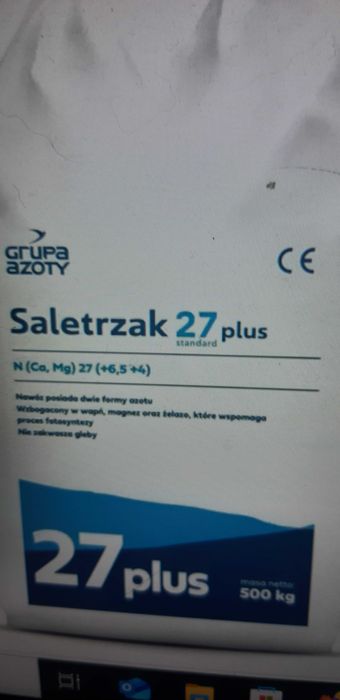 GRUPA
AZOTY
CE
Saletrzak 27 plus
standard
N (Ca, Mg) 27 (+6,5 +4)
Nawóz posiada dwie formy azotu
Wzbogacony w wapń, magnez oraz żelazo, które wspomaga
proces fotosyntezy
Nie zakwasza gleby
27 plus
masa netto:
500 kg